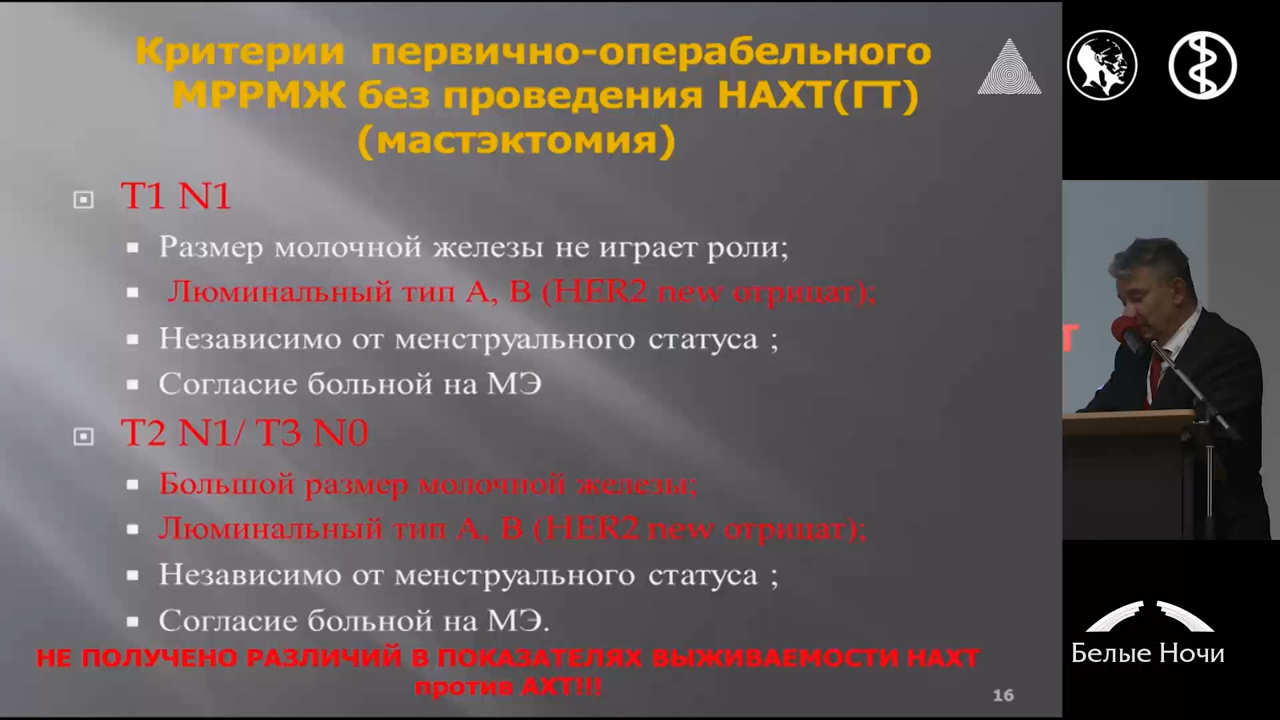 Критерии первично-операбельного
МРРМЖ без проведения НАХТ(ГТ)
(мастэктомия)
T1 N1
Размер молочной железы не играет роли;
Люминальный тип А, В (HER2 new отрицат);
Независимо от менструального статуса ;
Согласие больной на МЭ
T2 N1/ T3 N0
Большой размер молочной железы;
Люминальный тип А, В (HER2 new отрицат);
Независимо от менструального статуса ;
Согласие больной на МЭ.
НЕ ПОЛУЧЕНО РАЗЛИЧИЙ В ПОКАЗАТЕЛЯХ ВЫЖИВАЕМОСТИ НАХТ
против АХТ!!!
16
т
Белые Ночи